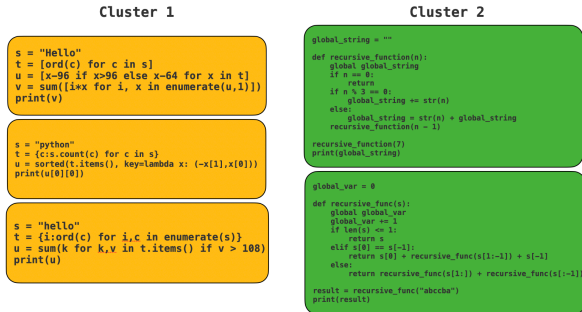 Cluster 1
s = "Hello"
t = [ord(c) for c in s]
u = [x-96 if x>96 else x-64 for x in t]
v = sum([i*x for i, x in enumerate(u,1)])
print(v)
s = "python"
t = {c:s.count(c) for c in s}
u = sorted(t.items(), key=lambda x: (-x[1],x[0]))
print(u[0][0])
s = "hello"
t = {i:ord(c) for i,c in enumerate(s)}
u = sum(k for k,v in t.items() if v > 108)
print(u)
Cluster 2
global_string = ""
def recursive_function(n):
    global global_string
    if n == 0:
        return
    if n % 3 == 0:
        global_string += str(n)
    else:
        global_string = str(n) + global_string
    recursive_function(n - 1)
recursive_function(7)
print(global_string)
global_var = 0
def recursive_func(s):
    global global_var
    global_var += 1
    if len(s) <= 1:
        return s
    elif s[0] == s[-1]:
        return s[0] + recursive_func(s[1:-1]) + s[-1]
    else:
        return recursive_func(s[1:]) + recursive_func(s[:-1])
result = recursive_func("abccba")
print(result)